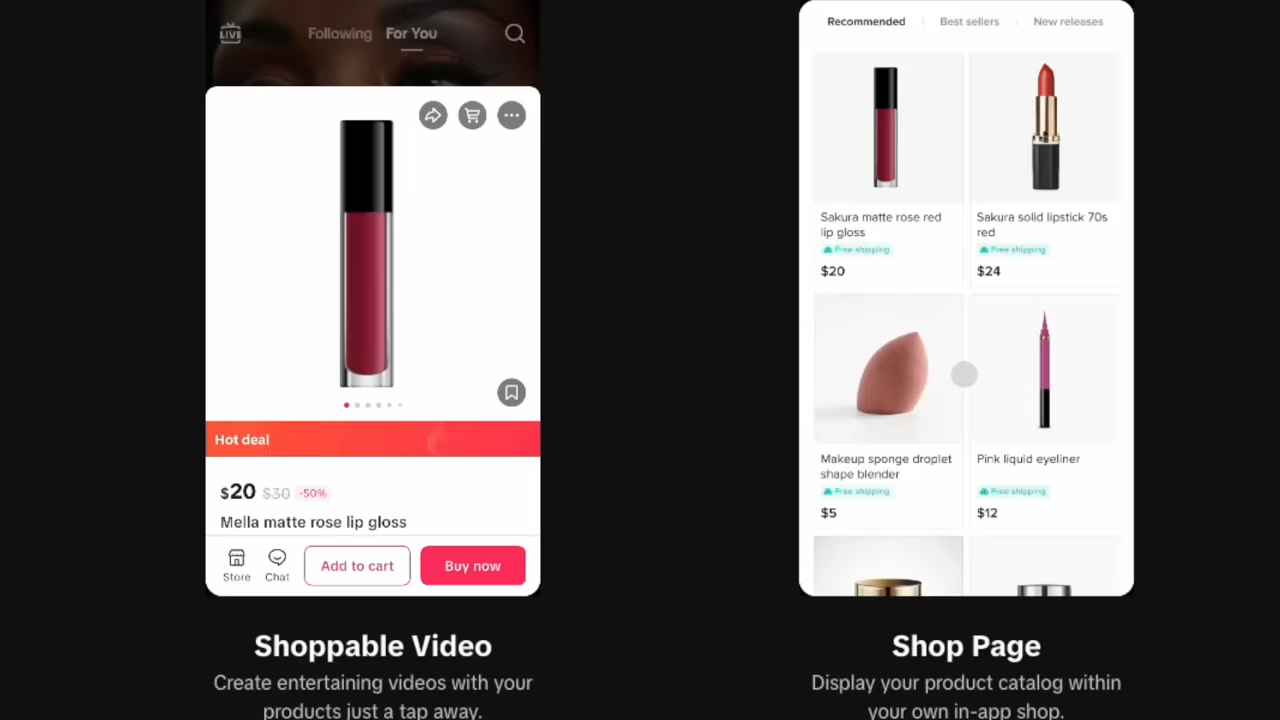 LIVE
Following For You
Hot deal
$20 $30 -50%
Mella matte rose lip gloss
Store
Chat
Add to cart
Buy now
Shoppable Video
Create entertaining videos with your
products just a tap away.
Recommended Best sellers New releases
Sakura matte rose red
lip gloss
Free shipping
$20
Sakura solid lipstick 70s
red
Free shipping
$24
Makeup sponge droplet
shape blender
Free shipping
$5
Pink liquid eyeliner
Free shipping
$12
Shop Page
Display your product catalog within
your own in-app shop.